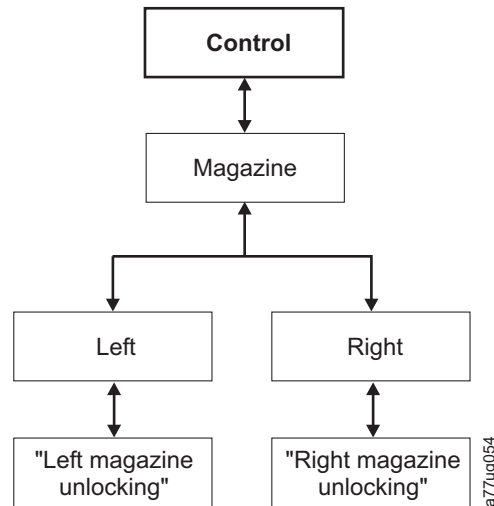 Control
Magazine
Left
Right
"Left magazine
unlocking"
"Right magazine
unlocking"
a77ug054